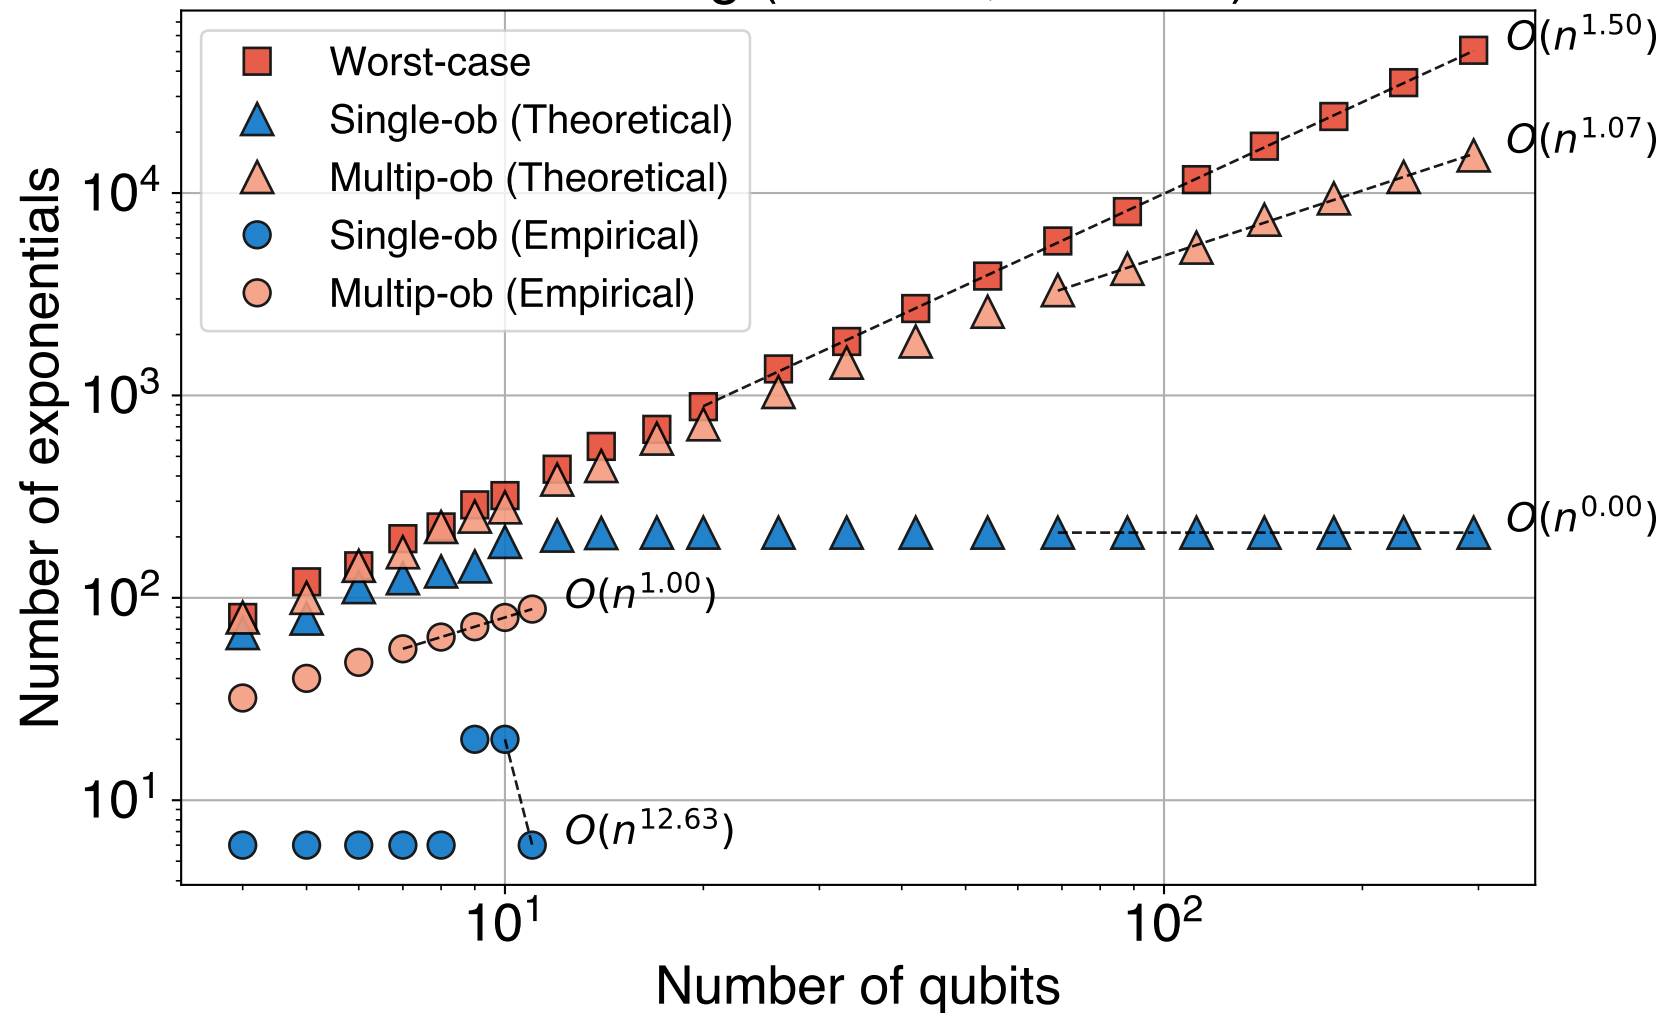 Worst-case
Single-ob (Theoretical)
Multip-ob (Theoretical)
Single-ob (Empirical)
Multip-ob (Empirical)
O(n^1.50)
O(n^1.07)
O(n^0.00)
O(n^1.00)
O(n^12.63)
Number of exponentials
10^4
10^3
10^2
10^1
10^1
10^2
Number of qubits